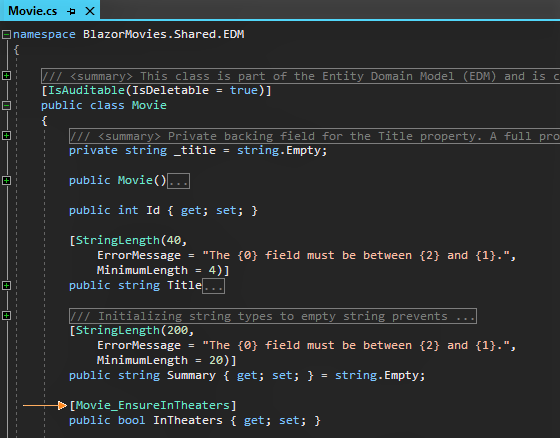 Movie.cs
namespace BlazorMovies.Shared.EDM
{
/// <summary> This class is part of the Entity Domain Model (EDM) and is c
[IsAuditable(IsDeletable = true)]
public class Movie
{
/// <summary> Private backing field for the Title property. A full pro
private string _title = string.Empty;
public Movie()...
public int Id { get; set; }
[StringLength(40,
ErrorMessage = "The {0} field must be between {2} and {1}.",
MinimumLength = 4)]
public string Title...
/// Initializing string types to empty string prevents ...
[StringLength(200,
ErrorMessage = "The {0} field must be between {2} and {1}.",
MinimumLength = 20)]
public string Summary { get; set; } = string.Empty;
[Movie_EnsureInTheaters]
public bool InTheaters { get; set; }